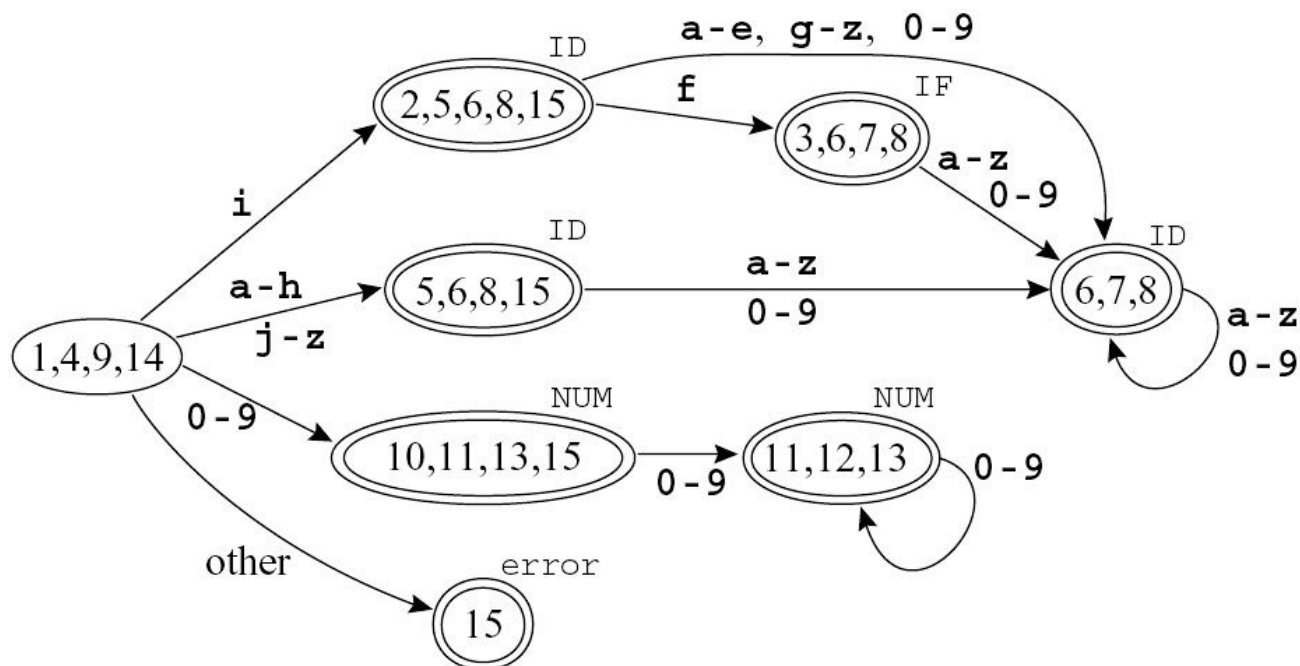 a-e, g-z, 0-9
ID
2,5,6,8,15
f
IF
3,6,7,8
a-z
0-9
i
ID
5,6,8,15
a-h
j-z
a-z
0-9
ID
6,7,8
a-z
0-9
1,4,9,14
0-9
NUM
10,11,13,15
0-9
NUM
11,12,13
0-9
other
error
15